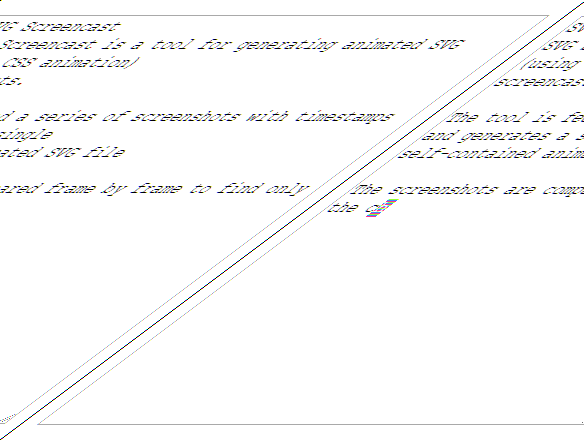 VG Screencast SV
Screencast is a tool for generating animated SVG SVG
CSS animation) (using
ts. screencas
d a series of screenshots with timestamps The tool is fe
single and generates a s
ated SVG file self-contained anim
ared frame by frame to find only The screenshots are comp
the